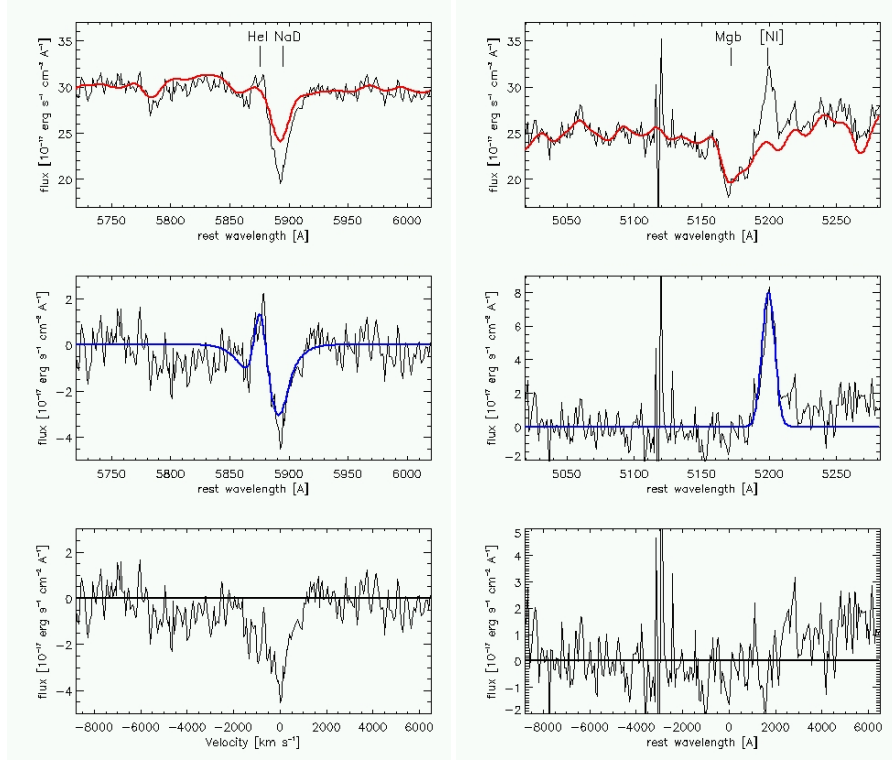 HeI NaD
35
30
25
20
flux [10⁻¹⁷ erg s⁻¹ cm⁻² A⁻¹]
5750 5800 5850 5900 5950 6000
rest wavelength [A]
Mgb [NI]
35
30
25
20
flux [10⁻¹⁷ erg s⁻¹ cm⁻² A⁻¹]
5050 5100 5150 5200 5250
rest wavelength [A]
2
0
-2
-4
flux [10⁻¹⁷ erg s⁻¹ cm⁻² A⁻¹]
5750 5800 5850 5900 5950 6000
rest wavelength [A]
8
6
4
2
0
-2
flux [10⁻¹⁷ erg s⁻¹ cm⁻² A⁻¹]
5050 5100 5150 5200 5250
rest wavelength [A]
2
0
-2
-4
flux [10⁻¹⁷ erg s⁻¹ cm⁻² A⁻¹]
-8000 -6000 -4000 -2000 0 2000 4000 6000
Velocity [km s⁻¹]
5
4
3
2
1
0
-1
-2
flux [10⁻¹⁷ erg s⁻¹ cm⁻² A⁻¹]
-8000 -6000 -4000 -2000 0 2000 4000 6000
rest wavelength [A]